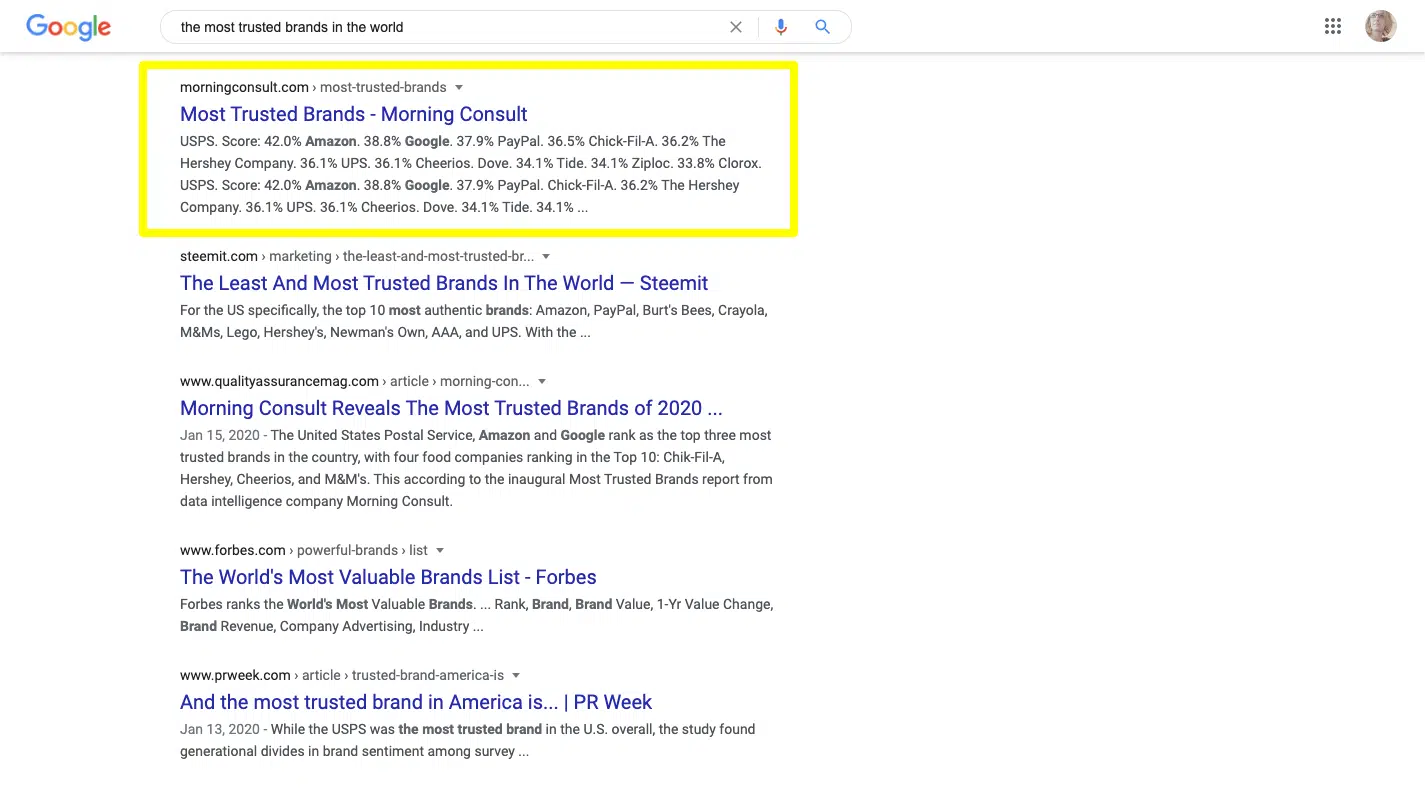 Google
the most trusted brands in the world
morningconsult.com › most-trusted-brands
Most Trusted Brands - Morning Consult
USPS. Score: 42.0% Amazon. 38.8% Google. 37.9% PayPal. 36.5% Chick-Fil-A. 36.2% The
Hershey Company. 36.1% UPS. 36.1% Cheerios. Dove. 34.1% Tide. 34.1% Ziploc. 33.8% Clorox.
USPS. Score: 42.0% Amazon. 38.8% Google. 37.9% PayPal. Chick-Fil-A. 36.2% The Hershey
Company. 36.1% UPS. 36.1% Cheerios. Dove. 34.1% Tide. 34.1% ...
steemit.com › marketing › the-least-and-most-trusted-br...
The Least And Most Trusted Brands In The World — Steemit
For the US specifically, the top 10 most authentic brands: Amazon, PayPal, Burt's Bees, Crayola,
M&Ms, Lego, Hershey's, Newman's Own, AAA, and UPS. With the ...
www.qualityassurancemag.com › article › morning-con...
Morning Consult Reveals The Most Trusted Brands of 2020 ...
Jan 15, 2020 - The United States Postal Service, Amazon and Google rank as the top three most
trusted brands in the country, with four food companies ranking in the Top 10: Chik-Fil-A,
Hershey, Cheerios, and M&M's. This according to the inaugural Most Trusted Brands report from
data intelligence company Morning Consult.
www.forbes.com › powerful-brands › list
The World's Most Valuable Brands List - Forbes
Forbes ranks the World's Most Valuable Brands. ... Rank, Brand, Brand Value, 1-Yr Value Change,
Brand Revenue, Company Advertising, Industry ...
www.prweek.com › article › trusted-brand-america-is
And the most trusted brand in America is... | PR Week
Jan 13, 2020 - While the USPS was the most trusted brand in the U.S. overall, the study found
generational divides in brand sentiment among survey ...